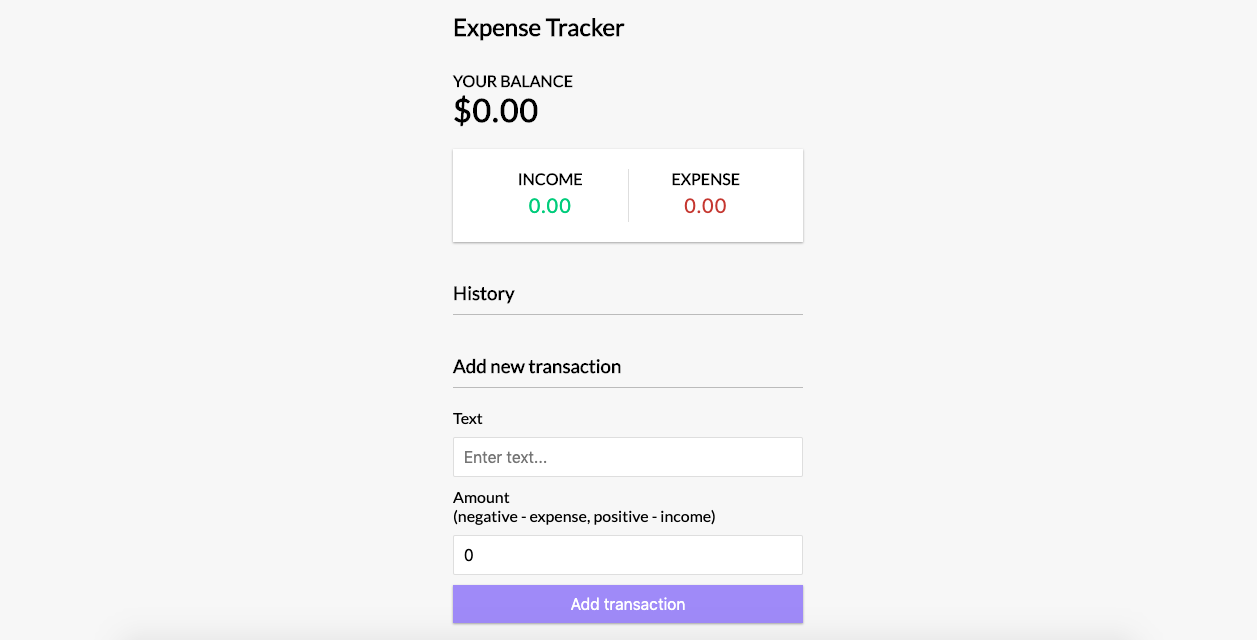 Expense Tracker
YOUR BALANCE
$0.00
INCOME
EXPENSE
0.00
0.00
History
Add new transaction
Text
Enter text...
Amount
(negative - expense, positive - income)
0
Add transaction